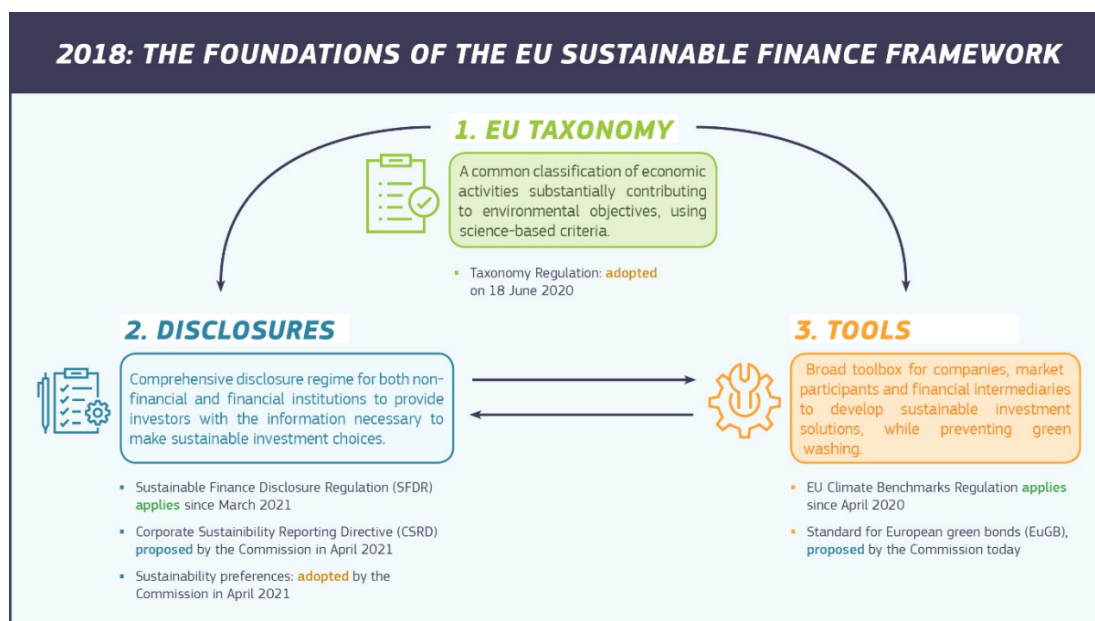 2018: THE FOUNDATIONS OF THE EU SUSTAINABLE FINANCE FRAMEWORK
1. EU TAXONOMY
A common classification of economic
activities substantially contributing
to environmental objectives, using
science-based criteria.
▪ Taxonomy Regulation: adopted
on 18 June 2020
2. DISCLOSURES
Comprehensive disclosure regime for both non-
financial and financial institutions to provide
investors with the information necessary to
make sustainable investment choices.
▪ Sustainable Finance Disclosure Regulation (SFDR)
applies since March 2021
▪ Corporate Sustainibility Reporting Directive (CSRD)
proposed by the Commission in April 2021
▪ Sustainability preferences: adopted by the
Commission in April 2021
3. TOOLS
Broad toolbox for companies, market
participants and financial intermediaries
to develop sustainable investment
solutions, while preventing green
washing.
▪ EU Climate Benchmarks Regulation applies
since April 2020
▪ Standard for European green bonds (EuGB),
proposed by the Commission today